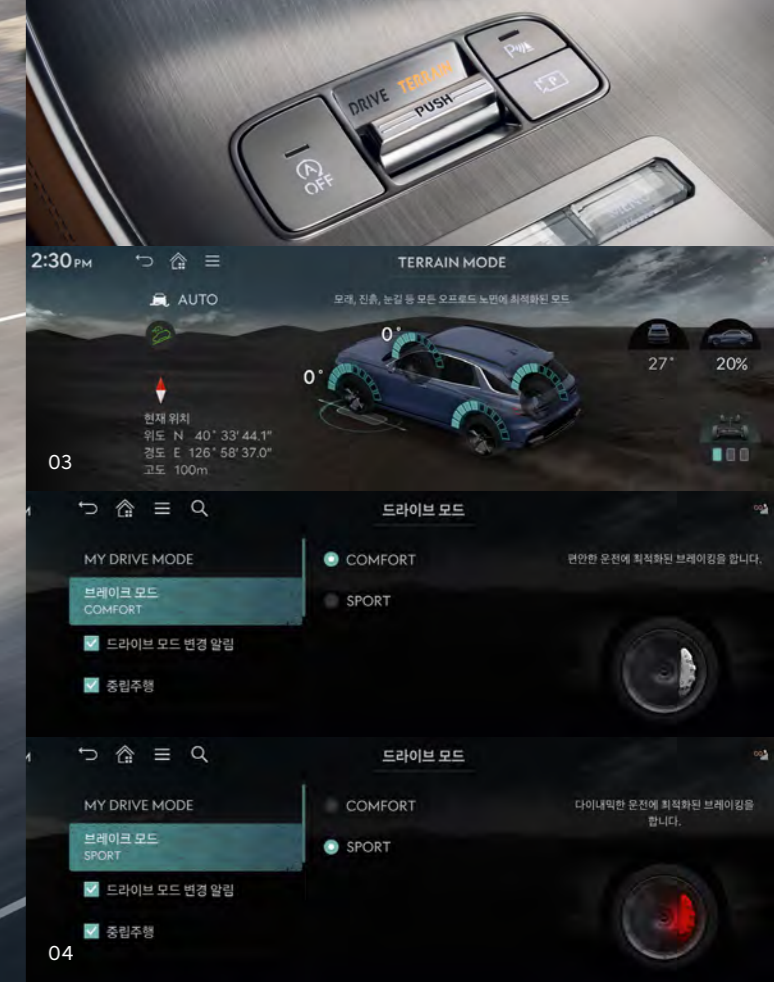 DRIVE TERRAIN
PUSH
P
P
A
OFF
MENU
2:30 PM
TERRAIN MODE
AUTO
모래, 진흙, 눈길 등 모든 오프로드 노면에 최적화된 모드
0°
0°
27°
20%
현재 위치
위도 N 40° 33' 44.1"
경도 E 126° 58' 37.0"
고도 100m
03
드라이브 모드
MY DRIVE MODE
브레이크 모드
COMFORT
드라이브 모드 변경 알림
중립주행
COMFORT
SPORT
편안한 운전에 최적화된 브레이킹을 합니다.
드라이브 모드
MY DRIVE MODE
브레이크 모드
SPORT
드라이브 모드 변경 알림
중립주행
COMFORT
SPORT
다이내믹한 운전에 최적화된 브레이킹을
합니다.
04